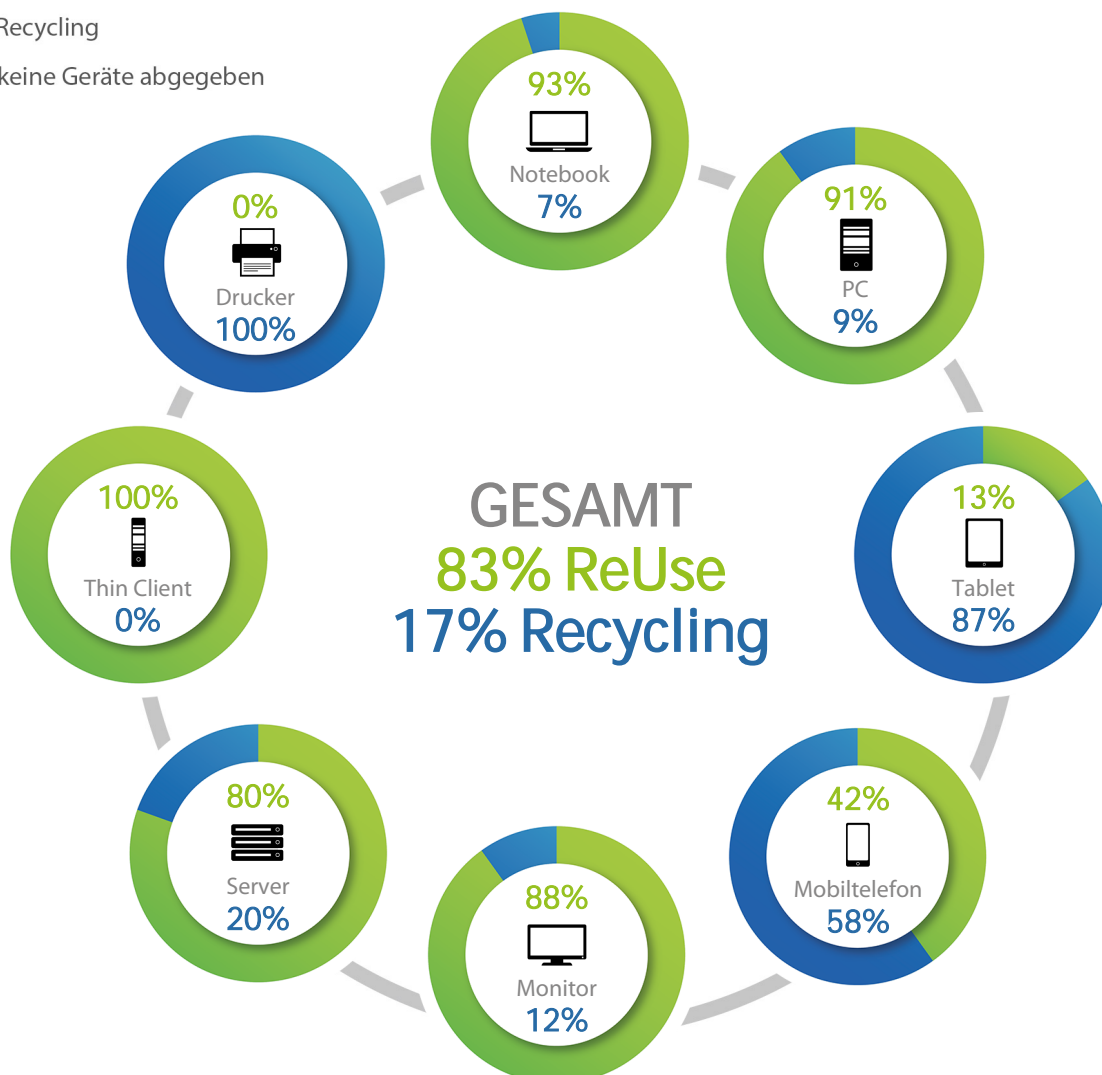 Recycling
keine Geräte abgegeben
93%
Notebook
7%
91%
PC
9%
13%
Tablet
87%
42%
Mobiltelefon
58%
88%
Monitor
12%
80%
Server
20%
100%
Thin Client
0%
0%
Drucker
100%
GESAMT
83% ReUse
17% Recycling